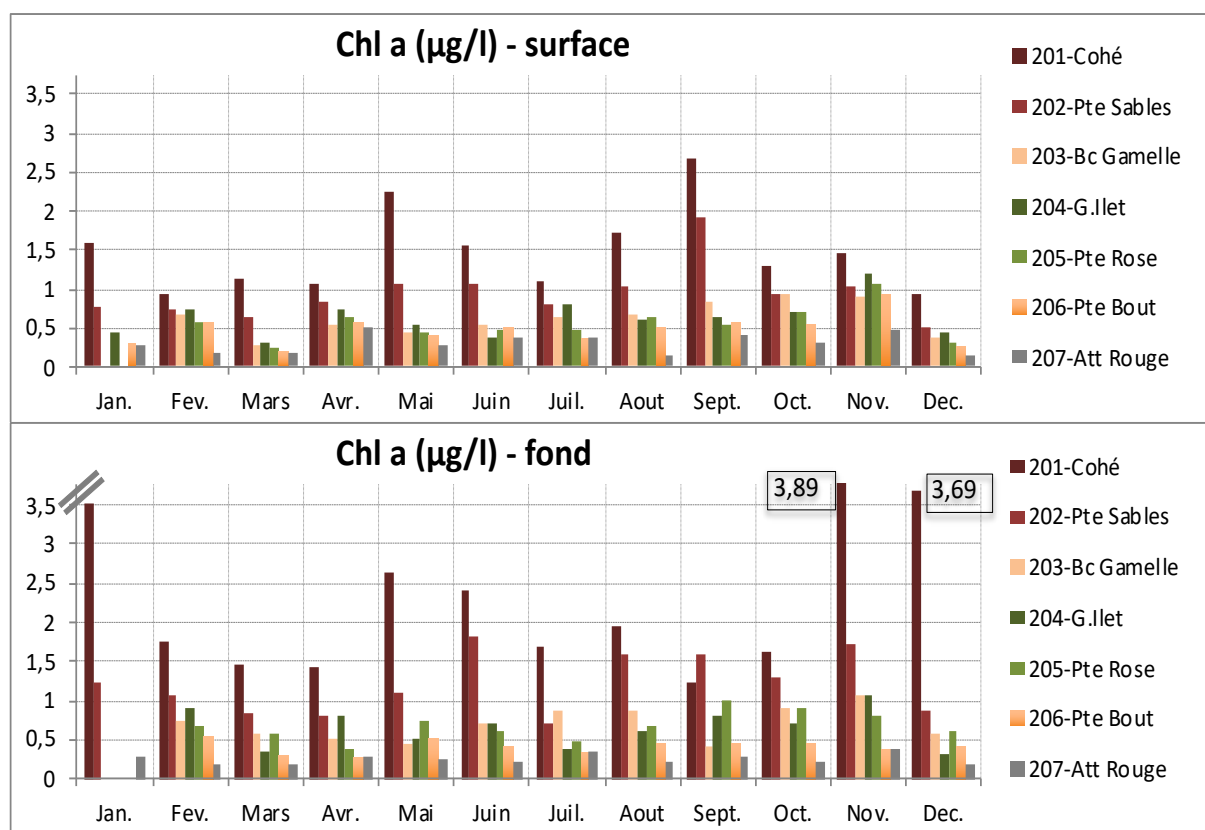 Chl a (µg/l) - surface
3,5
3
2,5
2
1,5
1
0,5
0
Jan. Fev. Mars Avr. Mai Juin Juil. Aout Sept. Oct. Nov. Dec.
201-Cohé
202-Pte Sables
203-Bc Gamelle
204-G.Ilet
205-Pte Rose
206-Pte Bout
207-Att Rouge
Chl a (µg/l) - fond
3,5
3
2,5
2
1,5
1
0,5
0
3,89
3,69
Jan. Fev. Mars Avr. Mai Juin Juil. Aout Sept. Oct. Nov. Dec.
201-Cohé
202-Pte Sables
203-Bc Gamelle
204-G.Ilet
205-Pte Rose
206-Pte Bout
207-Att Rouge